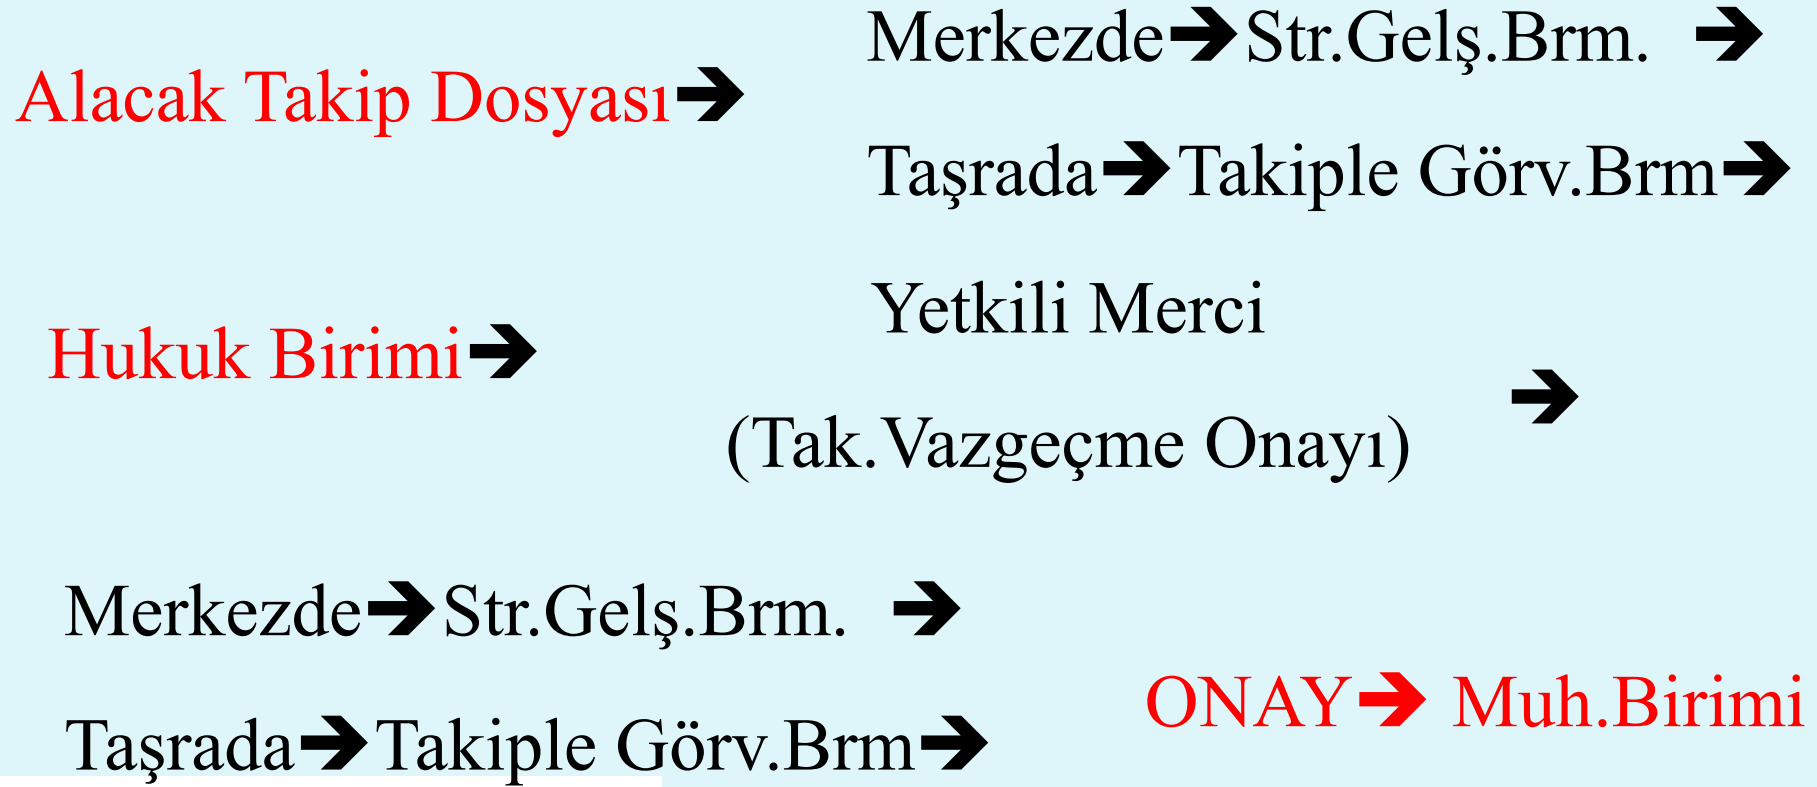 Alacak Takip Dosyası➔
Merkezde➔Str.Gelş.Brm. ➔
Taşrada➔Takiple Görv.Brm➔
Hukuk Birimi➔
Yetkili Merci
(Tak.Vazgeçme Onayı) ➔
Merkezde➔Str.Gelş.Brm. ➔
Taşrada➔Takiple Görv.Brm➔
ONAY➔ Muh.Birimi